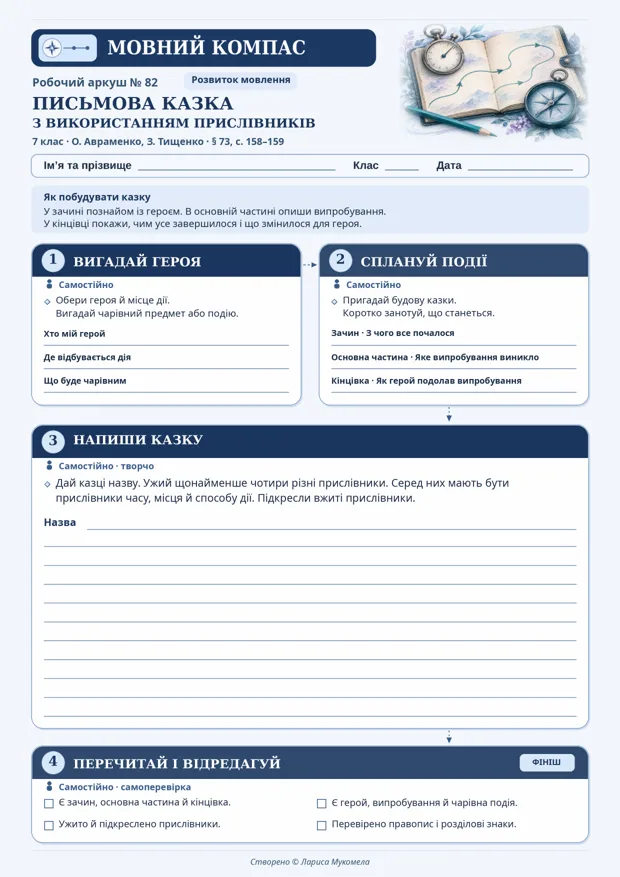 МОВНИЙ КОМПАС
Робочий аркуш № 82
Розвиток мовлення
ПИСЬМОВА КАЗКА
З ВИКОРИСТАННЯМ ПРИСЛІВНИКІВ
7 клас · О. Авраменко, З. Тищенко · § 73, с. 158–159
Ім’я та прізвище
Клас
Дата
Як побудувати казку
У зачині познайом із героєм. В основній частині опиши випробування.
У кінцівці покажи, чим усе завершилося і що змінилося для героя.
1 ВИГАДАЙ ГЕРОЯ
Самостійно
Обери героя й місце дії.
Вигадай чарівний предмет або подію.
Хто мій герой
Де відбувається дія
Що буде чарівним
2 СПЛАНУЙ ПОДІЇ
Самостійно
Пригадай будову казки.
Коротко занотуй, що станеться.
Зачин · З чого все почалося
Основна частина · Яке випробування виникло
Кінцівка · Як герой подолав випробування
3 НАПИШИ КАЗКУ
Самостійно · творчо
Дай казці назву. Ужий щонайменше чотири різні прислівники. Серед них мають бути
прислівники часу, місця й способу дії. Підкресли вжиті прислівники.
Назва
4 ПЕРЕЧИТАЙ І ВІДРЕДАГУЙ
ФІНІШ
Самостійно · самоперевірка
Є зачин, основна частина й кінцівка.
Є герой, випробування й чарівна подія.
Ужито й підкреслено прислівники.
Перевірено правопис і розділові знаки.
Створено © Лариса Мукомела